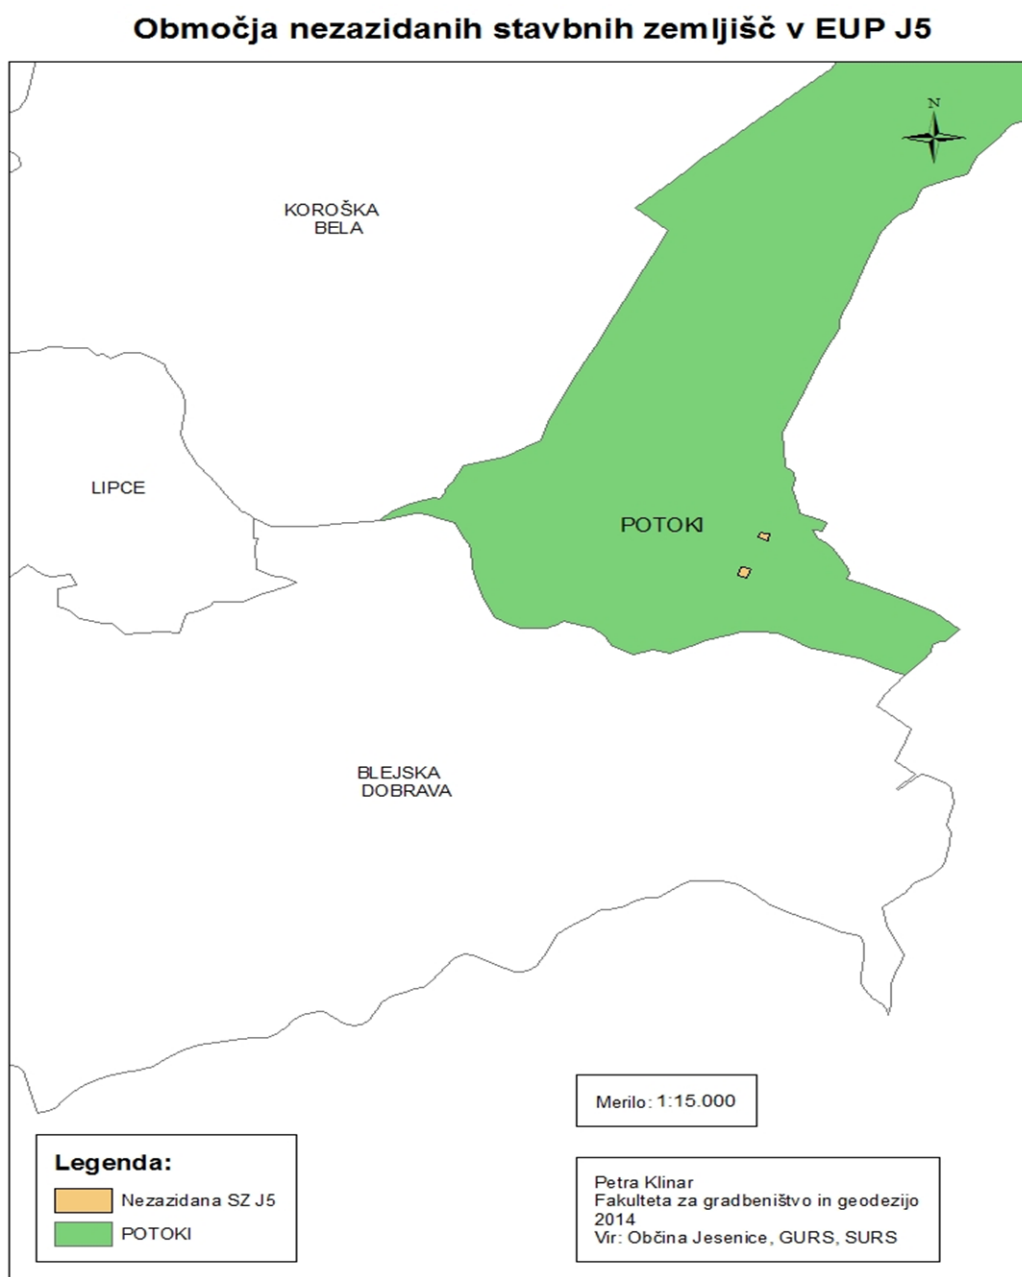 Območja nezazidanih stavbnih zemljišč v EUP J5
N
KOROŠKA
BELA
LIPCE
POTOKI
BLEJSKA
DOBRAVA
Merilo: 1:15.000
Legenda:
Nezazidana SZ J5
POTOKI
Petra Klinar
Fakulteta za gradbeništvo in geodezijo
2014
Vir: Občina Jesenice, GURS, SURS